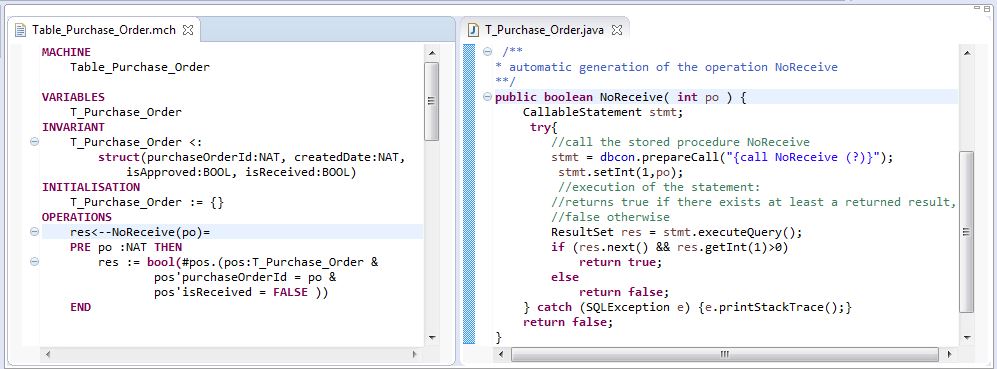 Table_Purchase_Order.mch
MACHINE
Table_Purchase_Order
VARIABLES
T_Purchase_Order
INVARIANT
T_Purchase_Order <:
struct(purchaseOrderId:NAT, createdDate:NAT,
isApproved:BOOL, isReceived:BOOL)
INITIALISATION
T_Purchase_Order := {}
OPERATIONS
res<--NoReceive(po)=
PRE po :NAT THEN
res := bool(#pos.(pos:T_Purchase_Order &
pos'purchaseOrderId = po &
pos'isReceived = FALSE ))
END
T_Purchase_Order.java
/**
* automatic generation of the operation NoReceive
**/
public boolean NoReceive( int po ) {
CallableStatement stmt;
try{
//call the stored procedure NoReceive
stmt = dbcon.prepareCall("{call NoReceive (?)}");
stmt.setInt(1,po);
//execution of the statement:
//returns true if there exists at least a returned result,
//false otherwise
ResultSet res = stmt.executeQuery();
if (res.next() && res.getInt(1)>0)
return true;
else
return false;
} catch (SQLException e) {e.printStackTrace();}
return false;
}